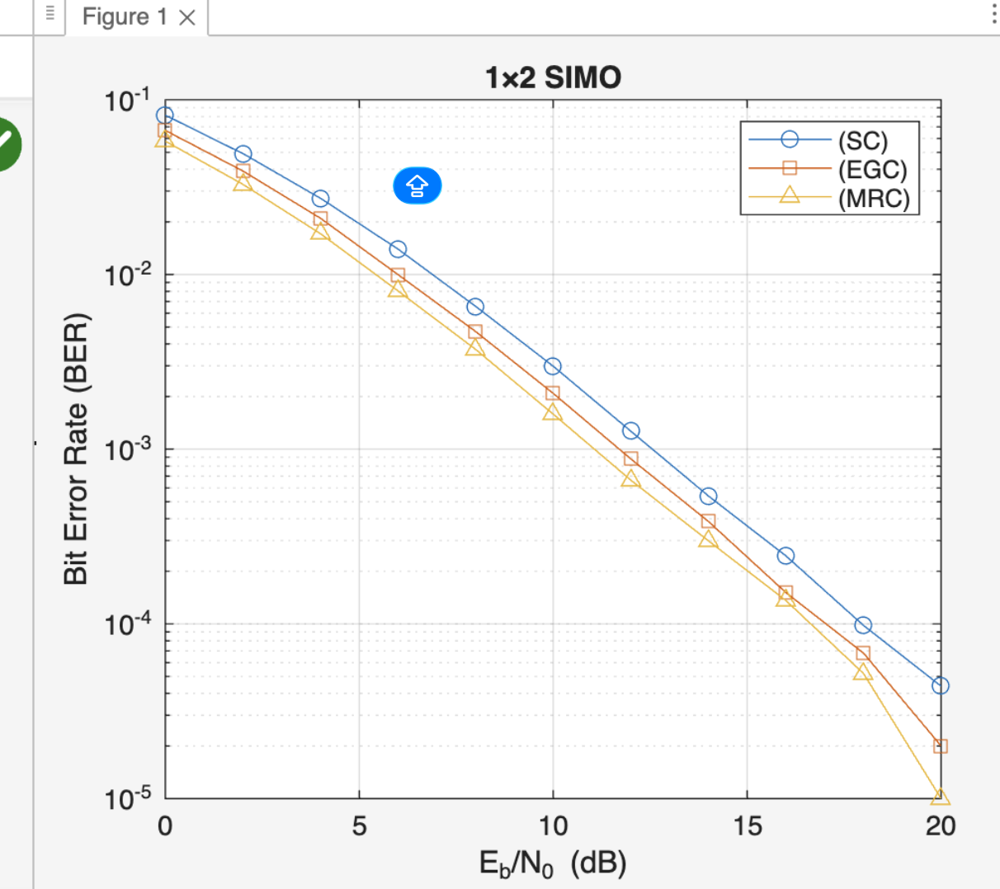 Figure 1
1×2 SIMO
(SC)
(EGC)
(MRC)
10-1
10-2
10-3
10-4
10-5
Bit Error Rate (BER)
0 5 10 15 20
Eb/N0 (dB)